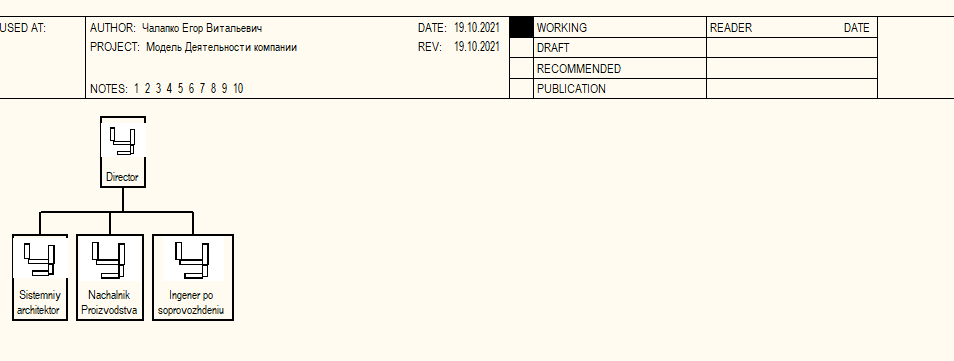 USED AT:
AUTHOR: Чалапко Егор Витальевич
DATE: 19.10.2021
WORKING
READER
DATE
PROJECT: Модель Деятельности компании
REV: 19.10.2021
DRAFT
RECOMMENDED
NOTES: 1 2 3 4 5 6 7 8 9 10
PUBLICATION
Director
Sistemniy
architektor
Nachalnik
Proizvodstva
Ingener po
soprovozhdeniu